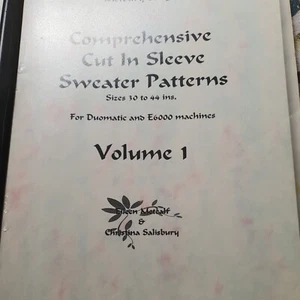 Comprehensive
Cut In Sleeve
Sweater Patterns
Sizes 30 to 44 ins.
For Duomatic and E6000 machines
Volume 1
Eileen Metcalf
&
Christina Salisbury